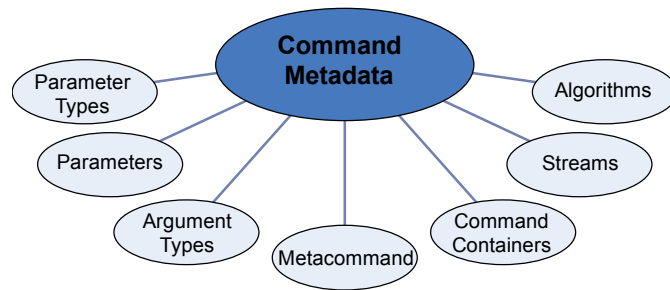 Command
Metadata
Parameter
Types
Algorithms
Parameters
Streams
Argument
Types
Command
Containers
Metacommand